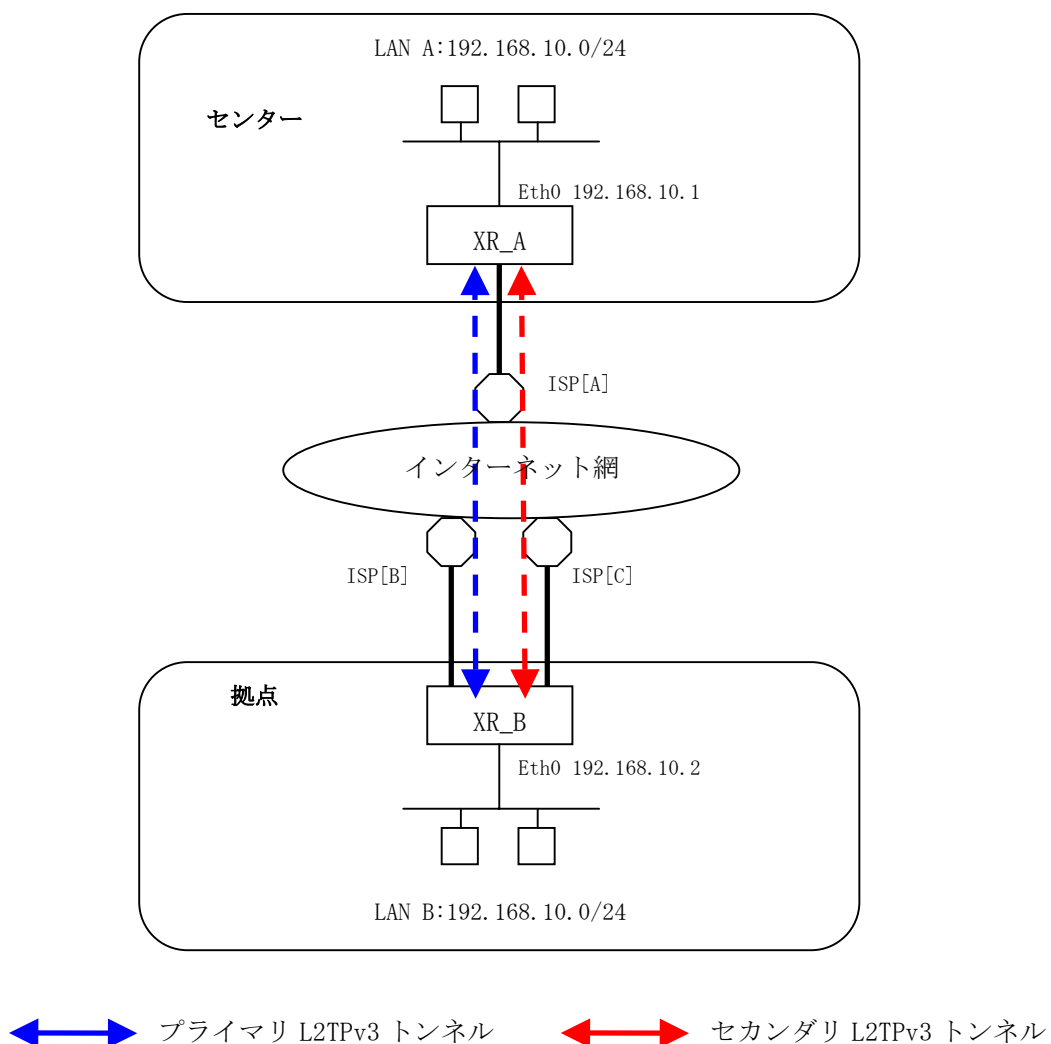 LAN A:192.168.10.0/24
センター
Eth0 192.168.10.1
XR_A
ISP[A]
インターネット網
ISP[B]
ISP[C]
拠点
XR_B
Eth0 192.168.10.2
LAN B:192.168.10.0/24
プライマリ L2TPv3 トンネル
セカンダリ L2TPv3 トンネル